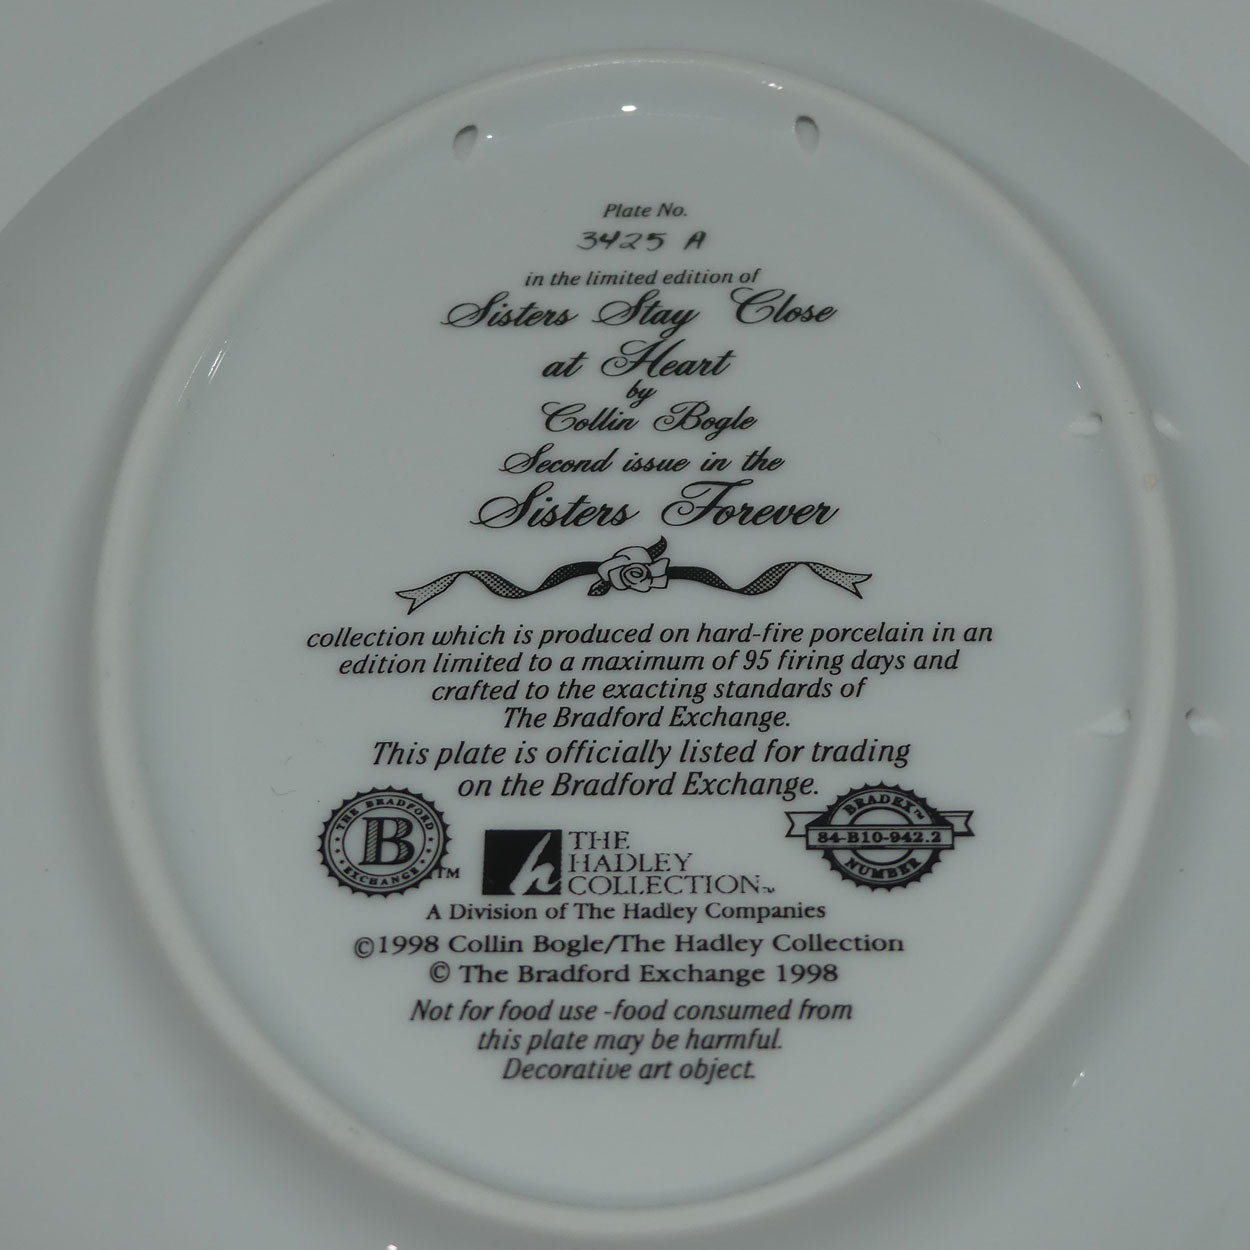 Plate No.
3425 A
in the limited edition of
Sisters Stay Close
at Heart
by
Collin Bogle
Second issue in the
Sisters Forever
collection which is produced on hard-fire porcelain in an
edition limited to a maximum of 95 firing days and
crafted to the exacting standards of
The Bradford Exchange.
This plate is officially listed for trading
on the Bradford Exchange.
THE BRADFORD
B
EXCHANGE
TM
h
THE
HADLEY
COLLECTION™
BRADEX™
84-B10-942.2
NUMBER
A Division of The Hadley Companies
©1998 Collin Bogle/The Hadley Collection
© The Bradford Exchange 1998
Not for food use -food consumed from
this plate may be harmful.
Decorative art object.